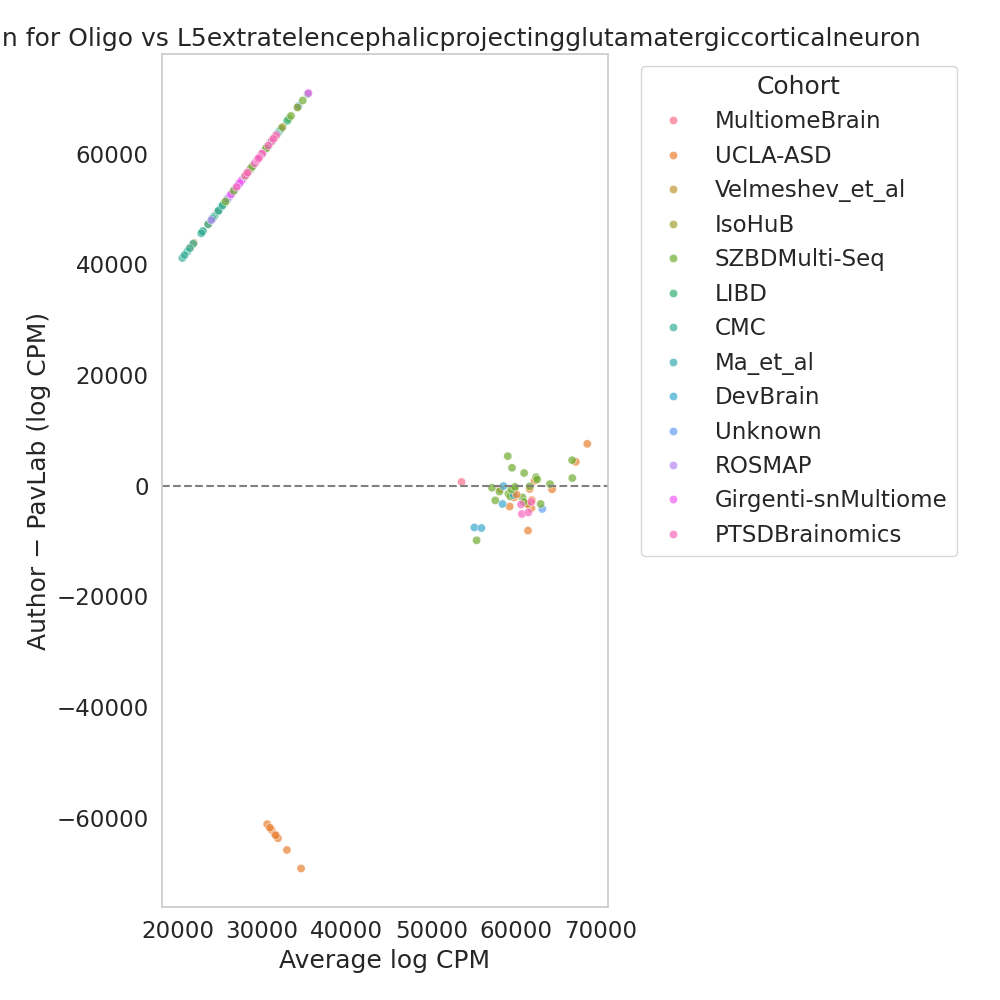 n for Oligo vs L5extratelencephalicprojectingglutamatergiccorticalneuron
Author − PavLab (log CPM)
60000
40000
20000
0
−20000
−40000
−60000
20000 30000 40000 50000 60000 70000
Average log CPM
Cohort
MultiomeBrain
UCLA-ASD
Velmeshev_et_al
IsoHuB
SZBDMulti-Seq
LIBD
CMC
Ma_et_al
DevBrain
Unknown
ROSMAP
Girgenti-snMultiome
PTSDBrainomics